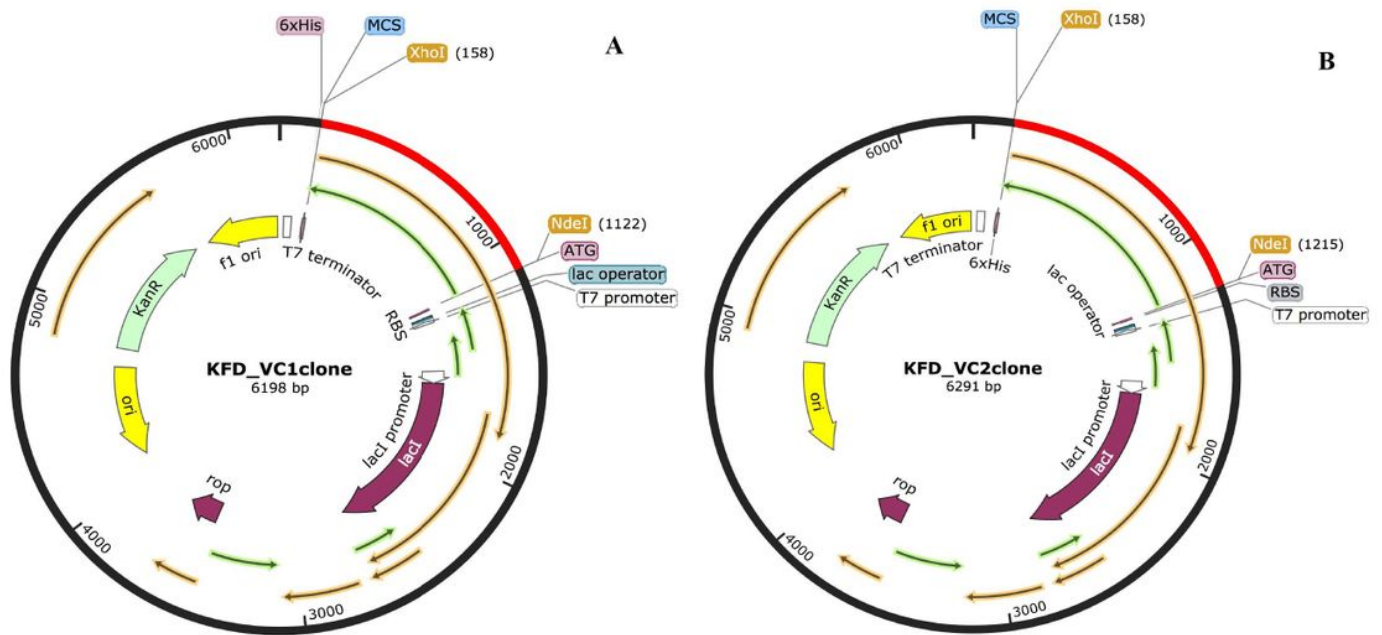 6xHis
MCS
XhoI (158)
A
6000
1000
NdeI (1122)
ATG
lac operator
T7 promoter
f1 ori
T7 terminator
KanR
RBS
5000
KFD_VC1clone
6198 bp
ori
lacI promoter
lacI
rop
2000
4000
3000
MCS
XhoI (158)
B
6000
1000
NdeI (1215)
ATG
RBS
T7 promoter
f1 ori
T7 terminator
6xHis
KanR
lac operator
5000
KFD_VC2clone
6291 bp
ori
lacI promoter
lacI
rop
2000
4000
3000